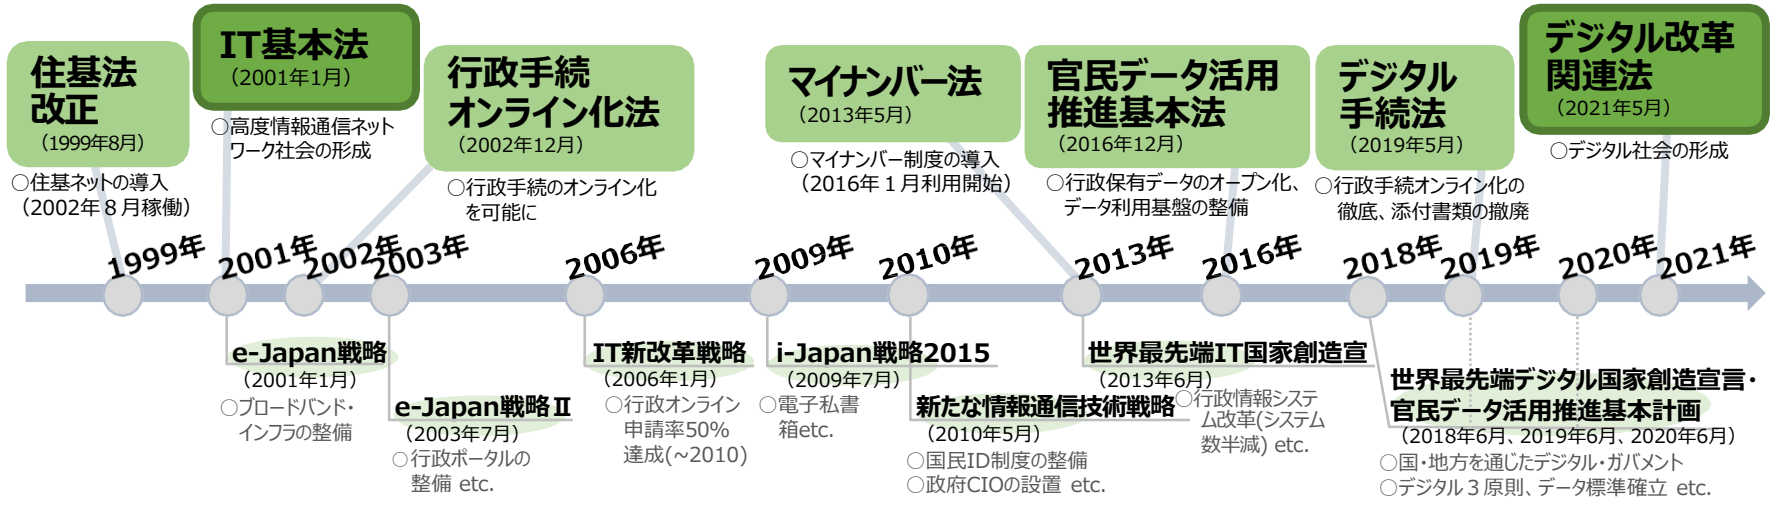 住基法
改正
（1999年8月）
○住基ネットの導入
（2002年８月稼働）
IT基本法
（2001年1月）
○高度情報通信ネット
ワーク社会の形成
行政手続
オンライン化法
（2002年12月）
○行政手続のオンライン化
を可能に
マイナンバー法
（2013年5月）
○マイナンバー制度の導入
（2016年１月利用開始）
官民データ活用
推進基本法
（2016年12月）
○行政保有データのオープン化、
データ利用基盤の整備
デジタル
手続法
（2019年5月）
○行政手続オンライン化の
徹底、添付書類の撤廃
デジタル改革
関連法
（2021年5月）
○デジタル社会の形成
1999年
2001年
2002年
2003年
2006年
2009年
2010年
2013年
2016年
2018年
2019年
2020年
2021年
e-Japan戦略
（2001年1月）
○ブロードバンド・
インフラの整備
e-Japan戦略Ⅱ
（2003年7月）
○行政ポータルの
整備 etc.
IT新改革戦略
（2006年1月）
○行政オンライン
申請率50%
達成(~2010)
i-Japan戦略2015
（2009年7月）
○電子私書
箱etc.
新たな情報通信技術戦略
（2010年5月）
○国民ID制度の整備
○政府CIOの設置 etc.
世界最先端IT国家創造宣
（2013年6月）
○行政情報システ
ム改革(システム
数半減) etc.
世界最先端デジタル国家創造宣言・
官民データ活用推進基本計画
（2018年6月、2019年6月、2020年6月）
○国・地方を通じたデジタル・ガバメント
○デジタル３原則、データ標準確立 etc.